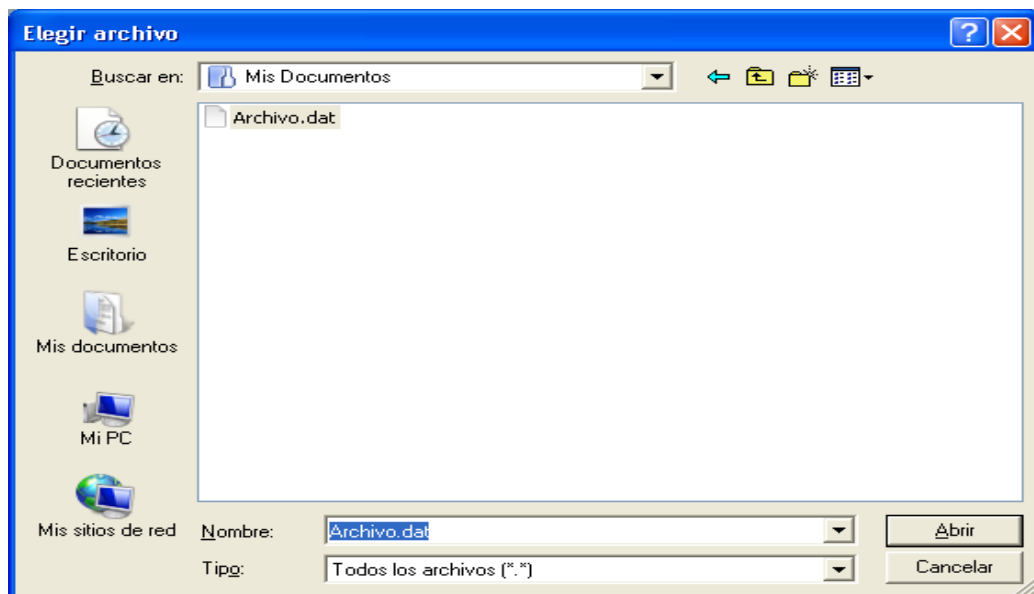 Elegir archivo
Buscar en:
Mis Documentos
Archivo.dat
Documentos
recientes
Escritorio
Mis documentos
Mi PC
Mis sitios de red
Nombre:
Archivo.dat
Abrir
Tipo:
Todos los archivos (*.*)
Cancelar